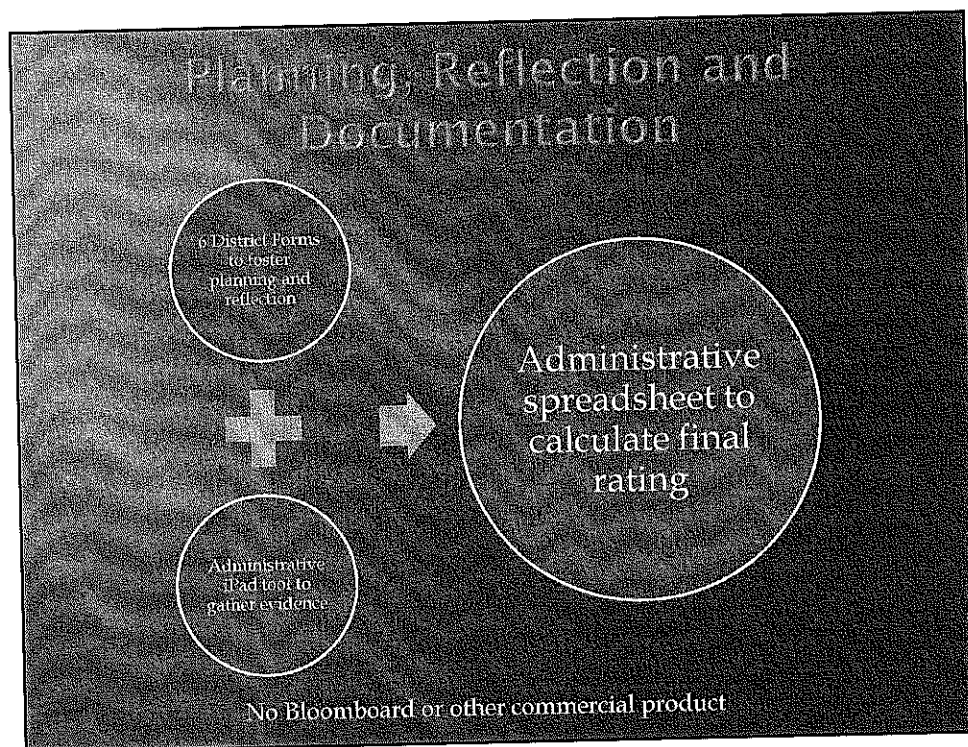 Planning, Reflection and
Documentation
6 District Forms
to foster
planning and
reflection
Administrative
iPad tool to
gather evidence
Administrative
spreadsheet to
calculate final
rating
No Bloomboard or other commercial product